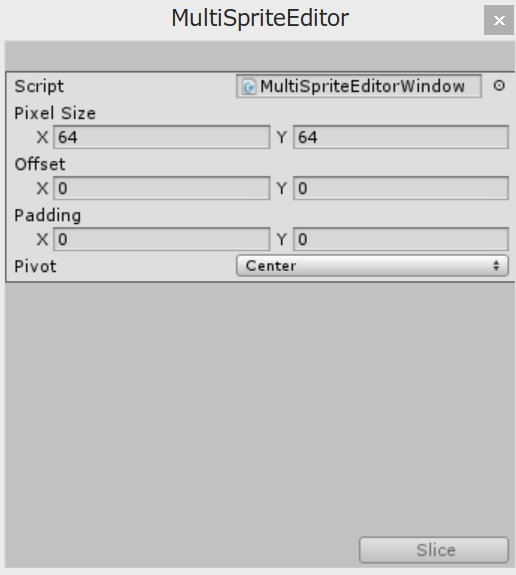 MultiSpriteEditor
Script MultiSpriteEditorWindow
Pixel Size
X 64 Y 64
Offset
X 0 Y 0
Padding
X 0 Y 0
Pivot Center
Slice